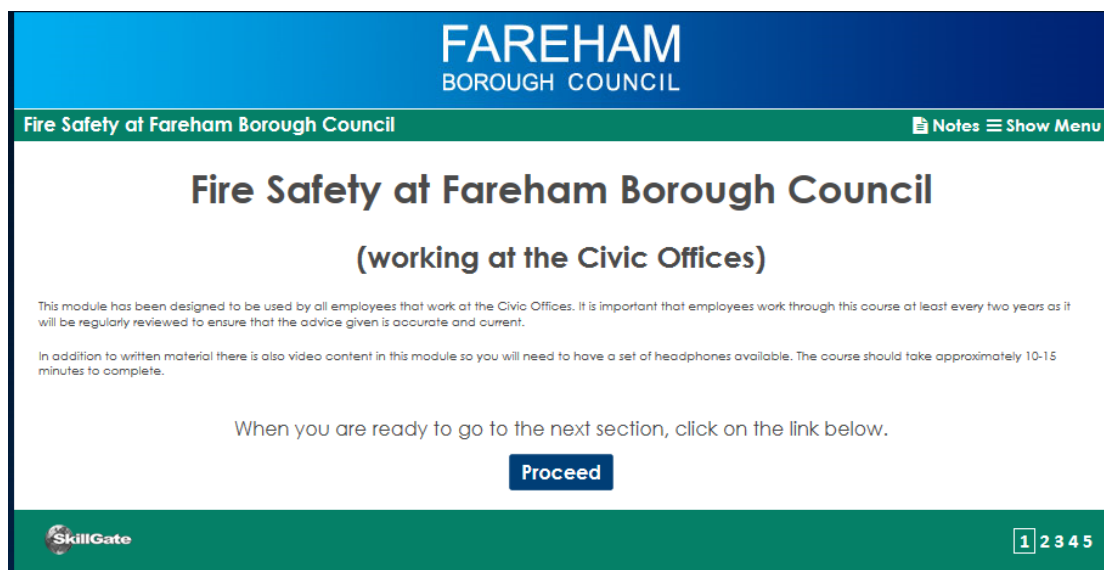 FAREHAM
BOROUGH COUNCIL
Fire Safety at Fareham Borough Council
Notes Show Menu
Fire Safety at Fareham Borough Council
(working at the Civic Offices)
This module has been designed to be used by all employees that work at the Civic Offices. It is important that employees work through this course at least every two years as it
will be regularly reviewed to ensure that the advice given is accurate and current.
In addition to written material there is also video content in this module so you will need to have a set of headphones available. The course should take approximately 10-15
minutes to complete.
When you are ready to go to the next section, click on the link below.
Proceed
SkillGate
1 2 3 4 5